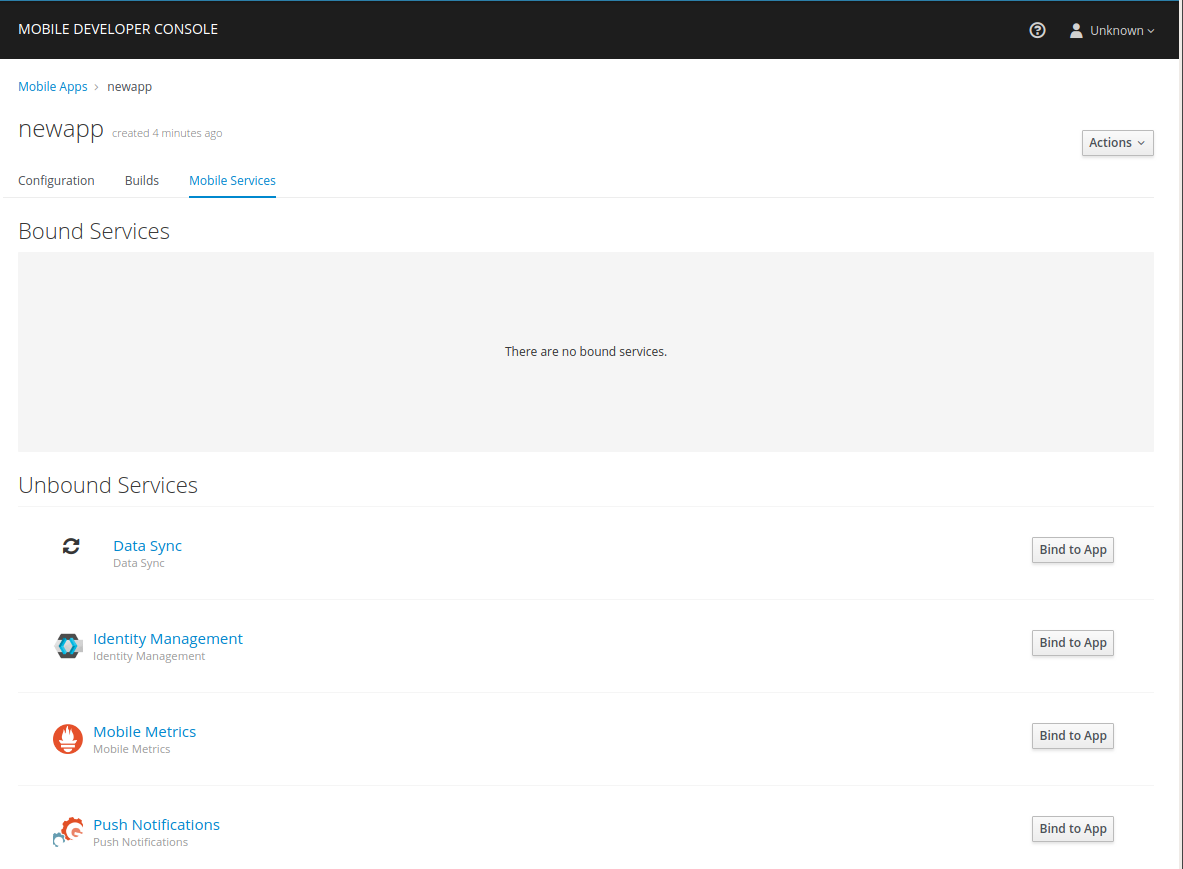 MOBILE DEVELOPER CONSOLE
Unknown
Mobile Apps › newapp
newapp created 4 minutes ago
Actions
Configuration Builds Mobile Services
Bound Services
There are no bound services.
Unbound Services
Data Sync
Data Sync
Bind to App
Identity Management
Identity Management
Bind to App
Mobile Metrics
Mobile Metrics
Bind to App
Push Notifications
Push Notifications
Bind to App